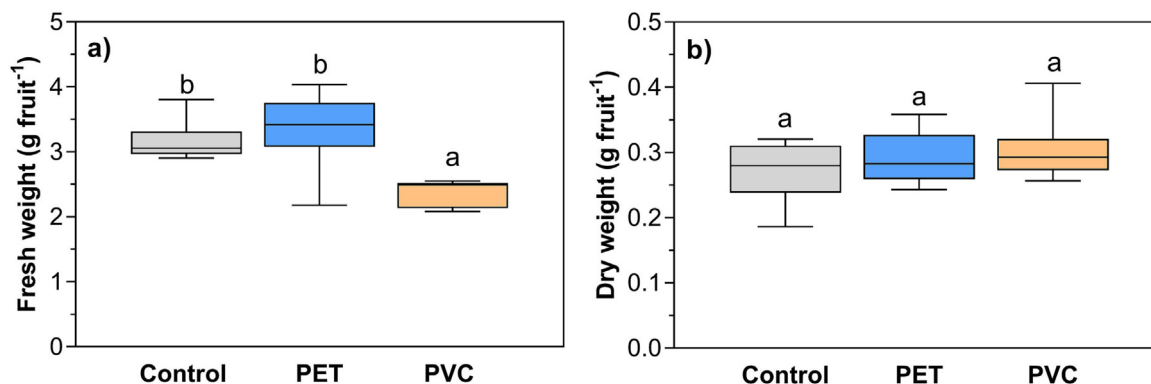 a)
Fresh weight (g fruit⁻¹)
5
4
3
2
1
0
b
b
a
Control
PET
PVC
b)
Dry weight (g fruit⁻¹)
0.5
0.4
0.3
0.2
0.1
0.0
a
a
a
Control
PET
PVC